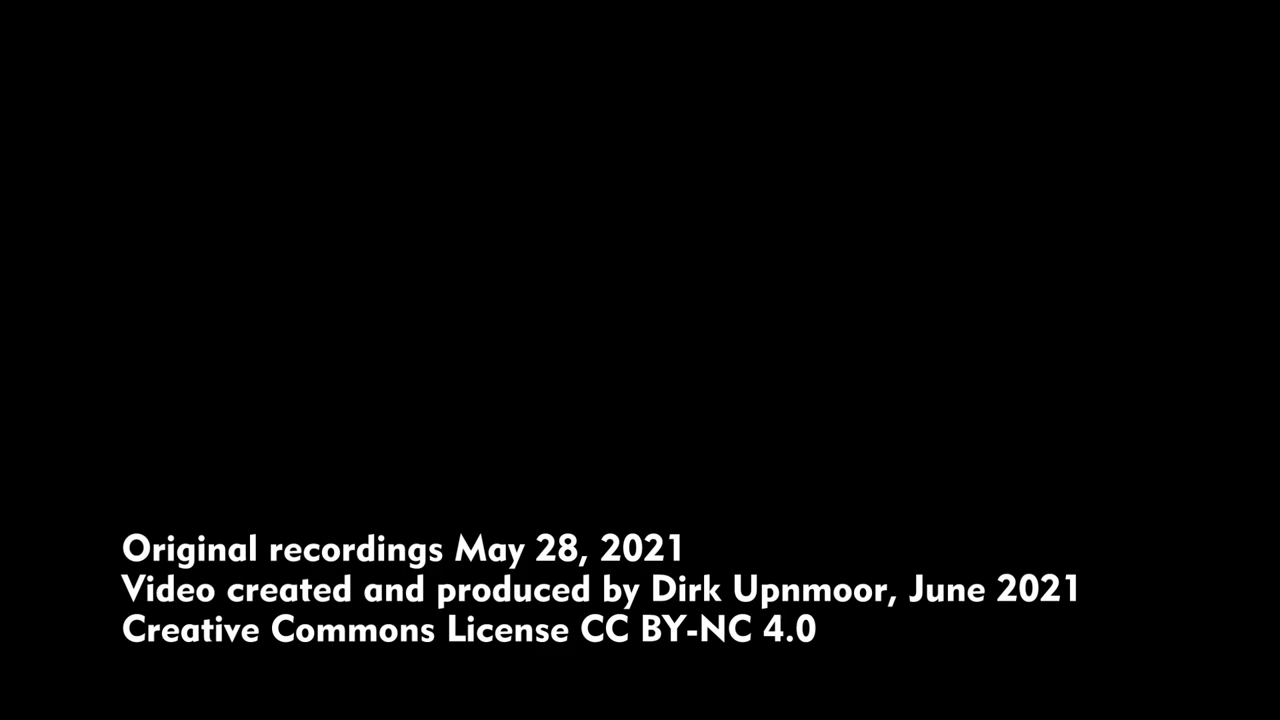 Original recordings May 28, 2021
Video created and produced by Dirk Upnmoor, June 2021
Creative Commons License CC BY-NC 4.0